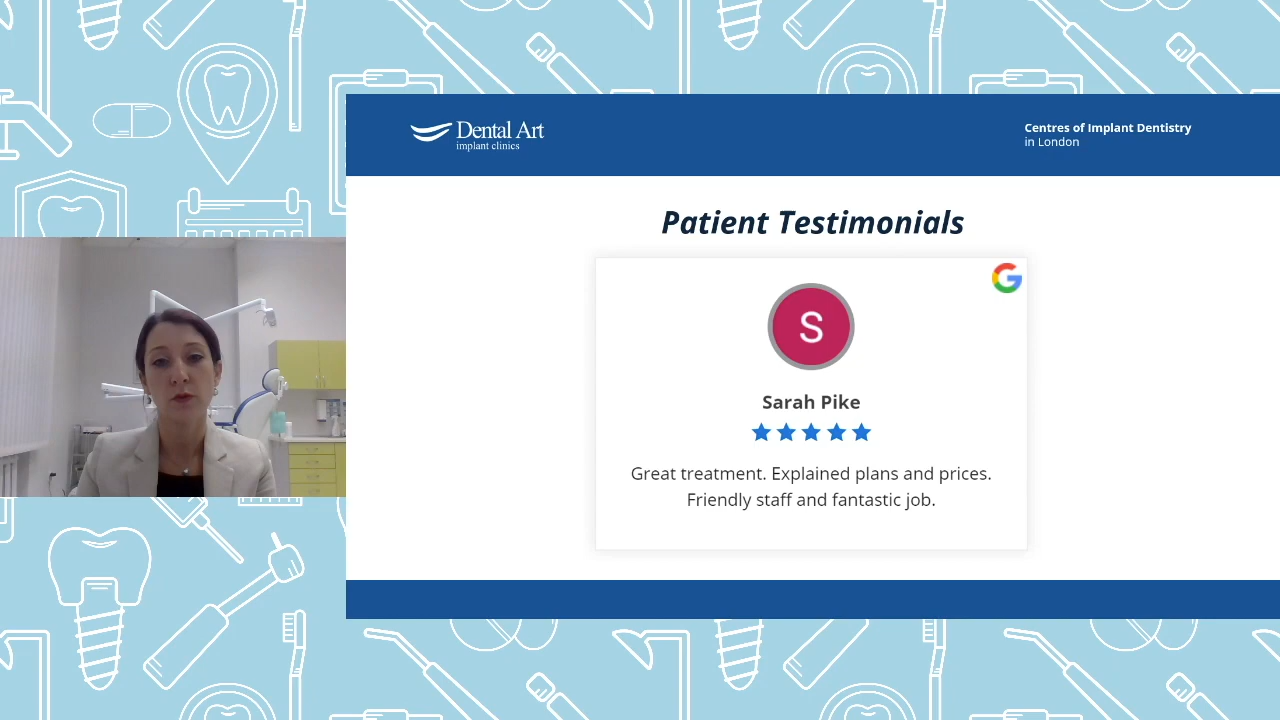 Dental Art
implant clinics
Centres of Implant Dentistry
in London
Patient Testimonials
S
Sarah Pike
Great treatment. Explained plans and prices.
Friendly staff and fantastic job.